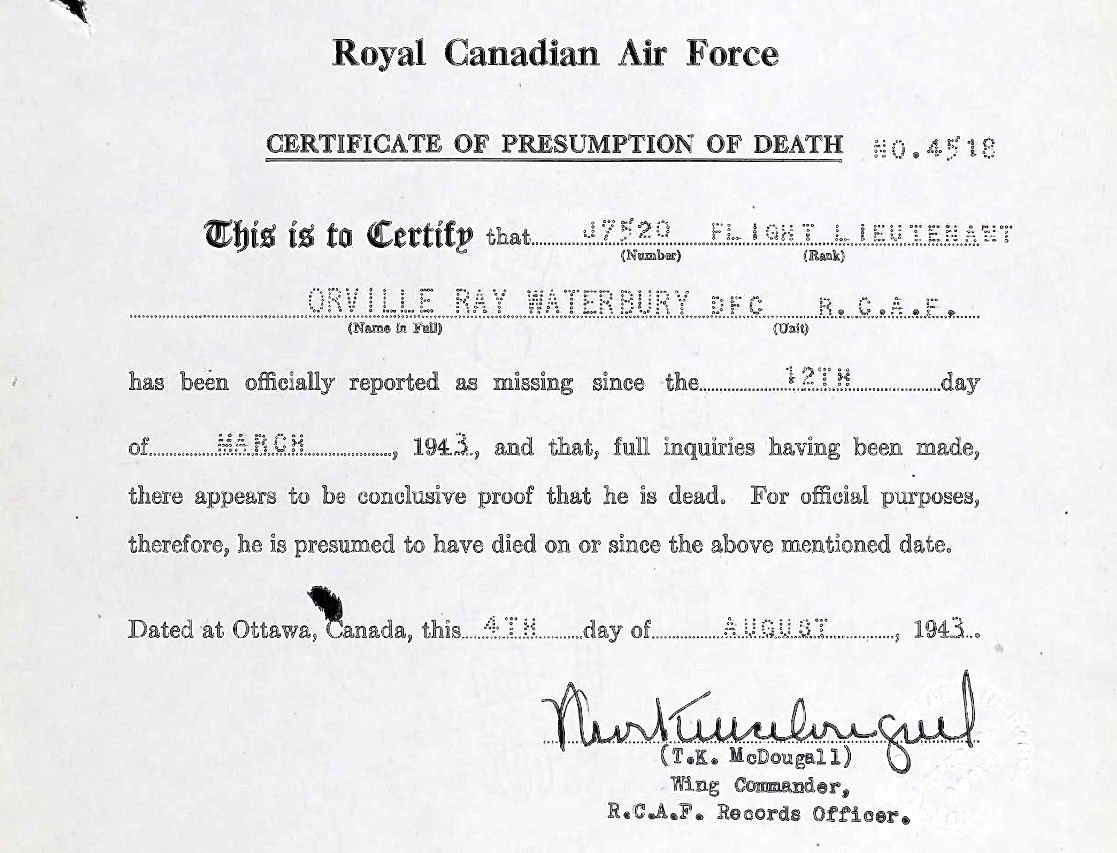 Royal Canadian Air Force
CERTIFICATE OF PRESUMPTION OF DEATH NO.4518
This is to Certify that J7520 FLIGHT LIEUTENANT
(Number) (Rank)
ORVILLE RAY WATERBURY DFC R.C.A.F.
(Name in Full) (Unit)
has been officially reported as missing since the 12TH day
of MARCH, 1943, and that, full inquiries having been made,
there appears to be conclusive proof that he is dead. For official purposes,
therefore, he is presumed to have died on or since the above mentioned date.
Dated at Ottawa, Canada, this 4TH day of AUGUST, 1943.
(T.K. McDougall)
Wing Commander,
R.C.A.F. Records Officer.